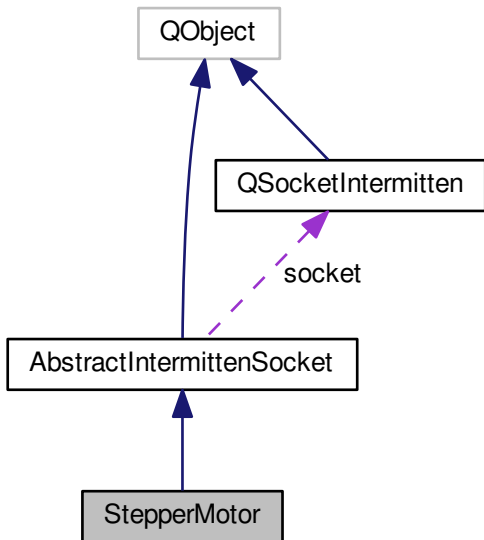 QObject
QSocketIntermitten
socket
AbstractIntermittenSocket
StepperMotor